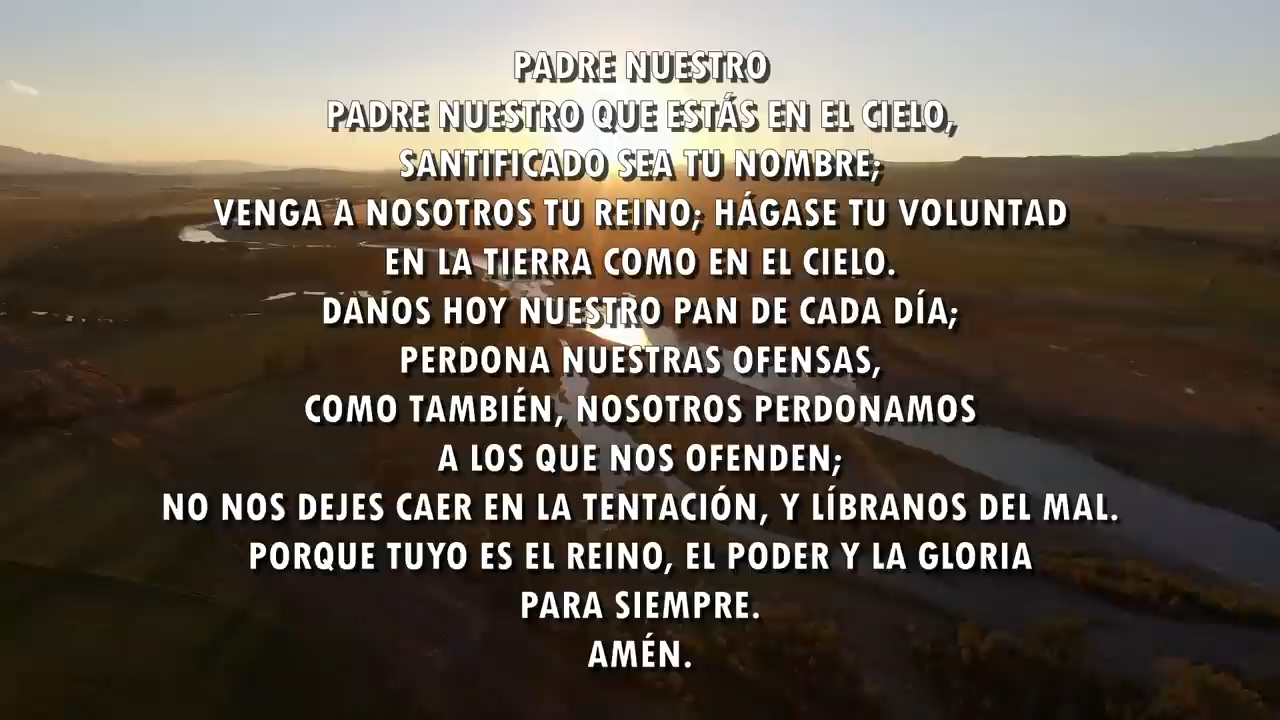 PADRE NUESTRO
PADRE NUESTRO QUE ESTÁS EN EL CIELO,
SANTIFICADO SEA TU NOMBRE;
VENGA A NOSOTROS TU REINO; HÁGASE TU VOLUNTAD
EN LA TIERRA COMO EN EL CIELO.
DANOS HOY NUESTRO PAN DE CADA DÍA;
PERDONA NUESTRAS OFENSAS,
COMO TAMBIÉN, NOSOTROS PERDONAMOS
A LOS QUE NOS OFENDEN;
NO NOS DEJES CAER EN LA TENTACIÓN, Y LÍBRANOS DEL MAL.
PORQUE TUYO ES EL REINO, EL PODER Y LA GLORIA
PARA SIEMPRE.
AMÉN.